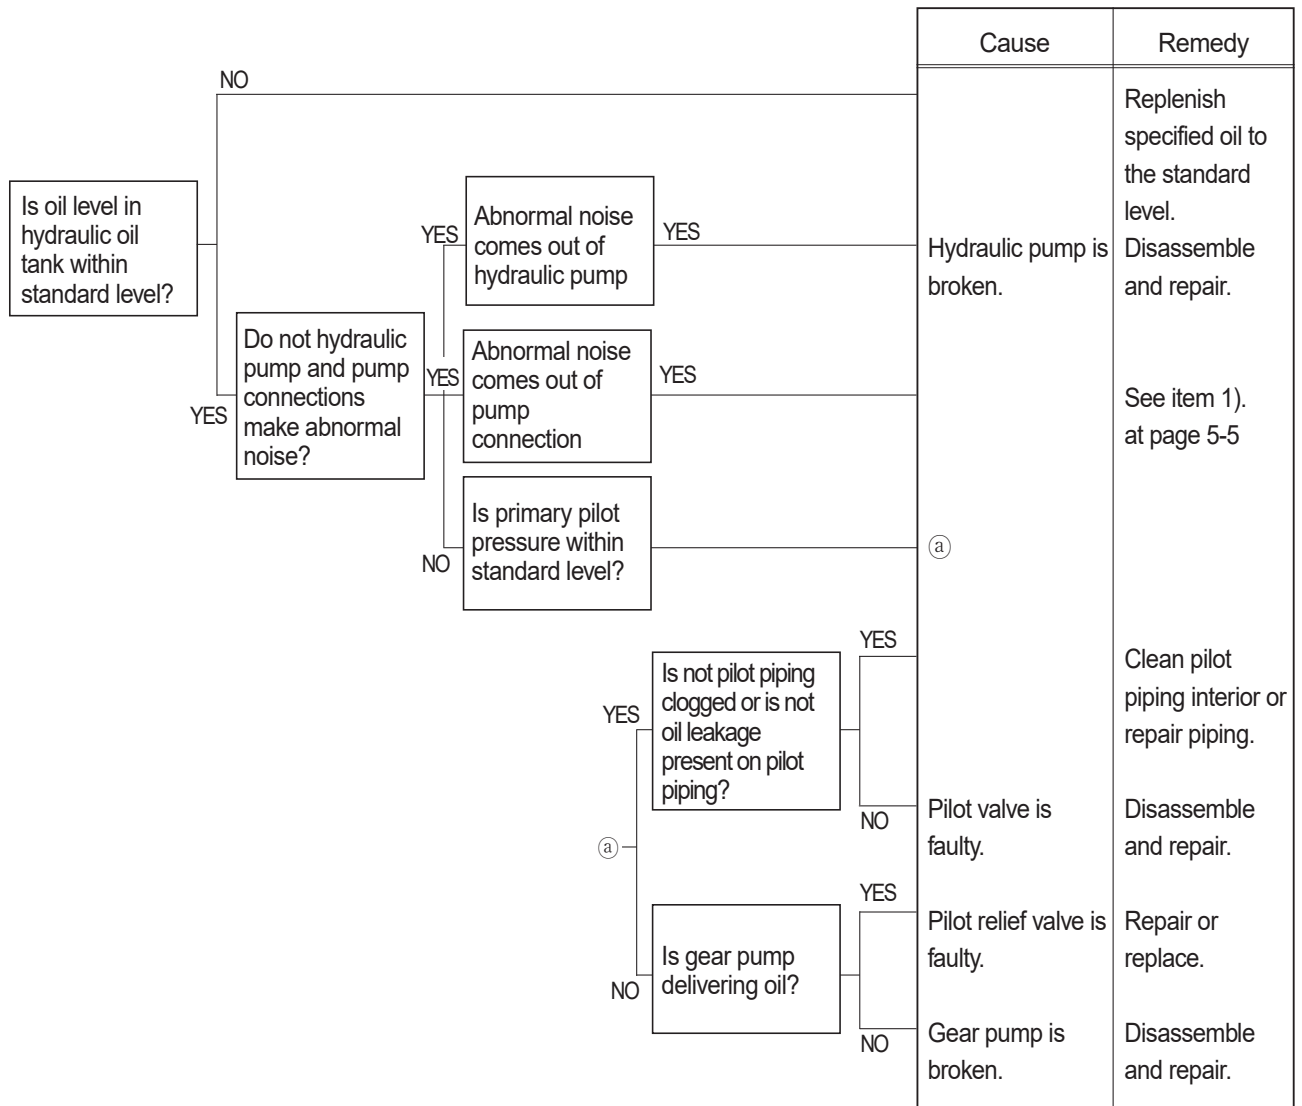 Cause
Remedy
NO
Replenish
specified oil to
the standard
level.
Is oil level in
hydraulic oil
tank within
standard level?
YES
Abnormal noise
comes out of
hydraulic pump
YES
Hydraulic pump is
broken.
Disassemble
and repair.
YES
Do not hydraulic
pump and pump
connections
make abnormal
noise?
YES
Abnormal noise
comes out of
pump
connection
YES
See item 1).
at page 5-5
NO
Is primary pilot
pressure within
standard level?
ⓐ
ⓐ
YES
Is not pilot piping
clogged or is not
oil leakage
present on pilot
piping?
YES
Clean pilot
piping interior or
repair piping.
NO
Pilot valve is
faulty.
Disassemble
and repair.
NO
Is gear pump
delivering oil?
YES
Pilot relief valve is
faulty.
Repair or
replace.
NO
Gear pump is
broken.
Disassemble
and repair.